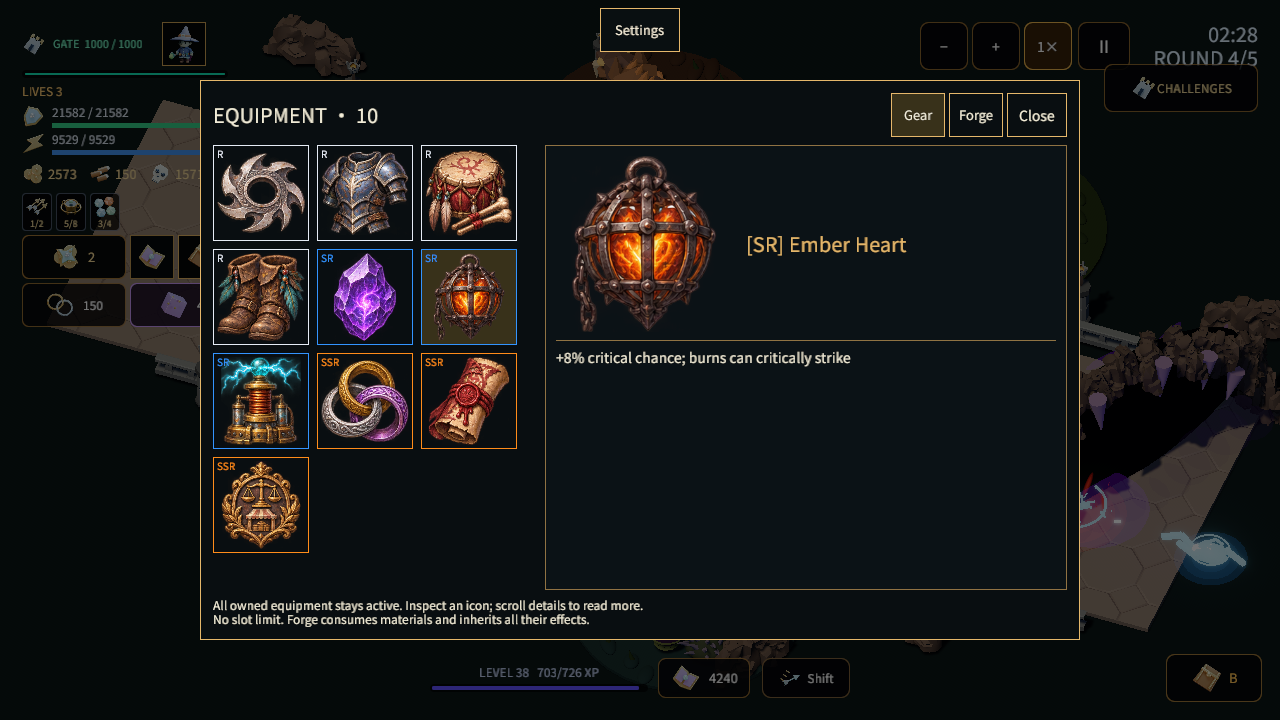 Settings
GATE 1000 / 1000
1×
02:28
ROUND 4/5
CHALLENGES
LIVES 3
21582 / 21582
9529 / 9529
2573
150
1/2
5/8
3/4
2
150
EQUIPMENT • 10
Gear
Forge
Close
R
R
R
R
SR
SR
SR
SSR
SSR
SSR
[SR] Ember Heart
+8% critical chance; burns can critically strike
All owned equipment stays active. Inspect an icon; scroll details to read more.
No slot limit. Forge consumes materials and inherits all their effects.
LEVEL 38 703/726 XP
4240
Shift
B